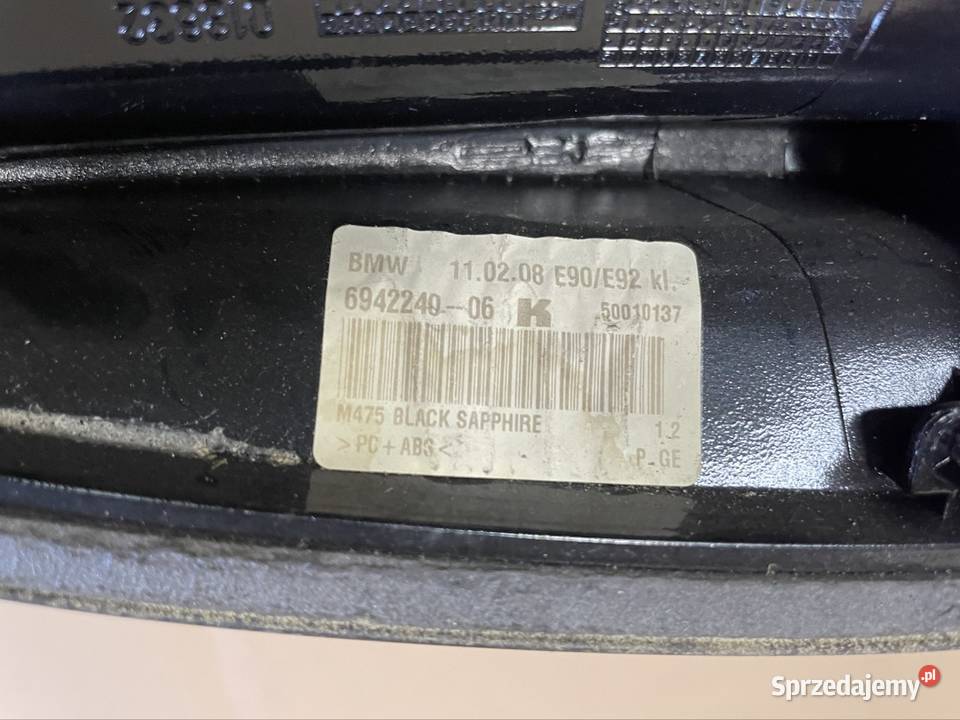 0183632
BMW 11.02.08 E90/E92 kl.
6942240-06 K 50010137
M475 BLACK SAPPHIRE 1.2
>PC+ABS< P-GE
Sprzedajemy.pl